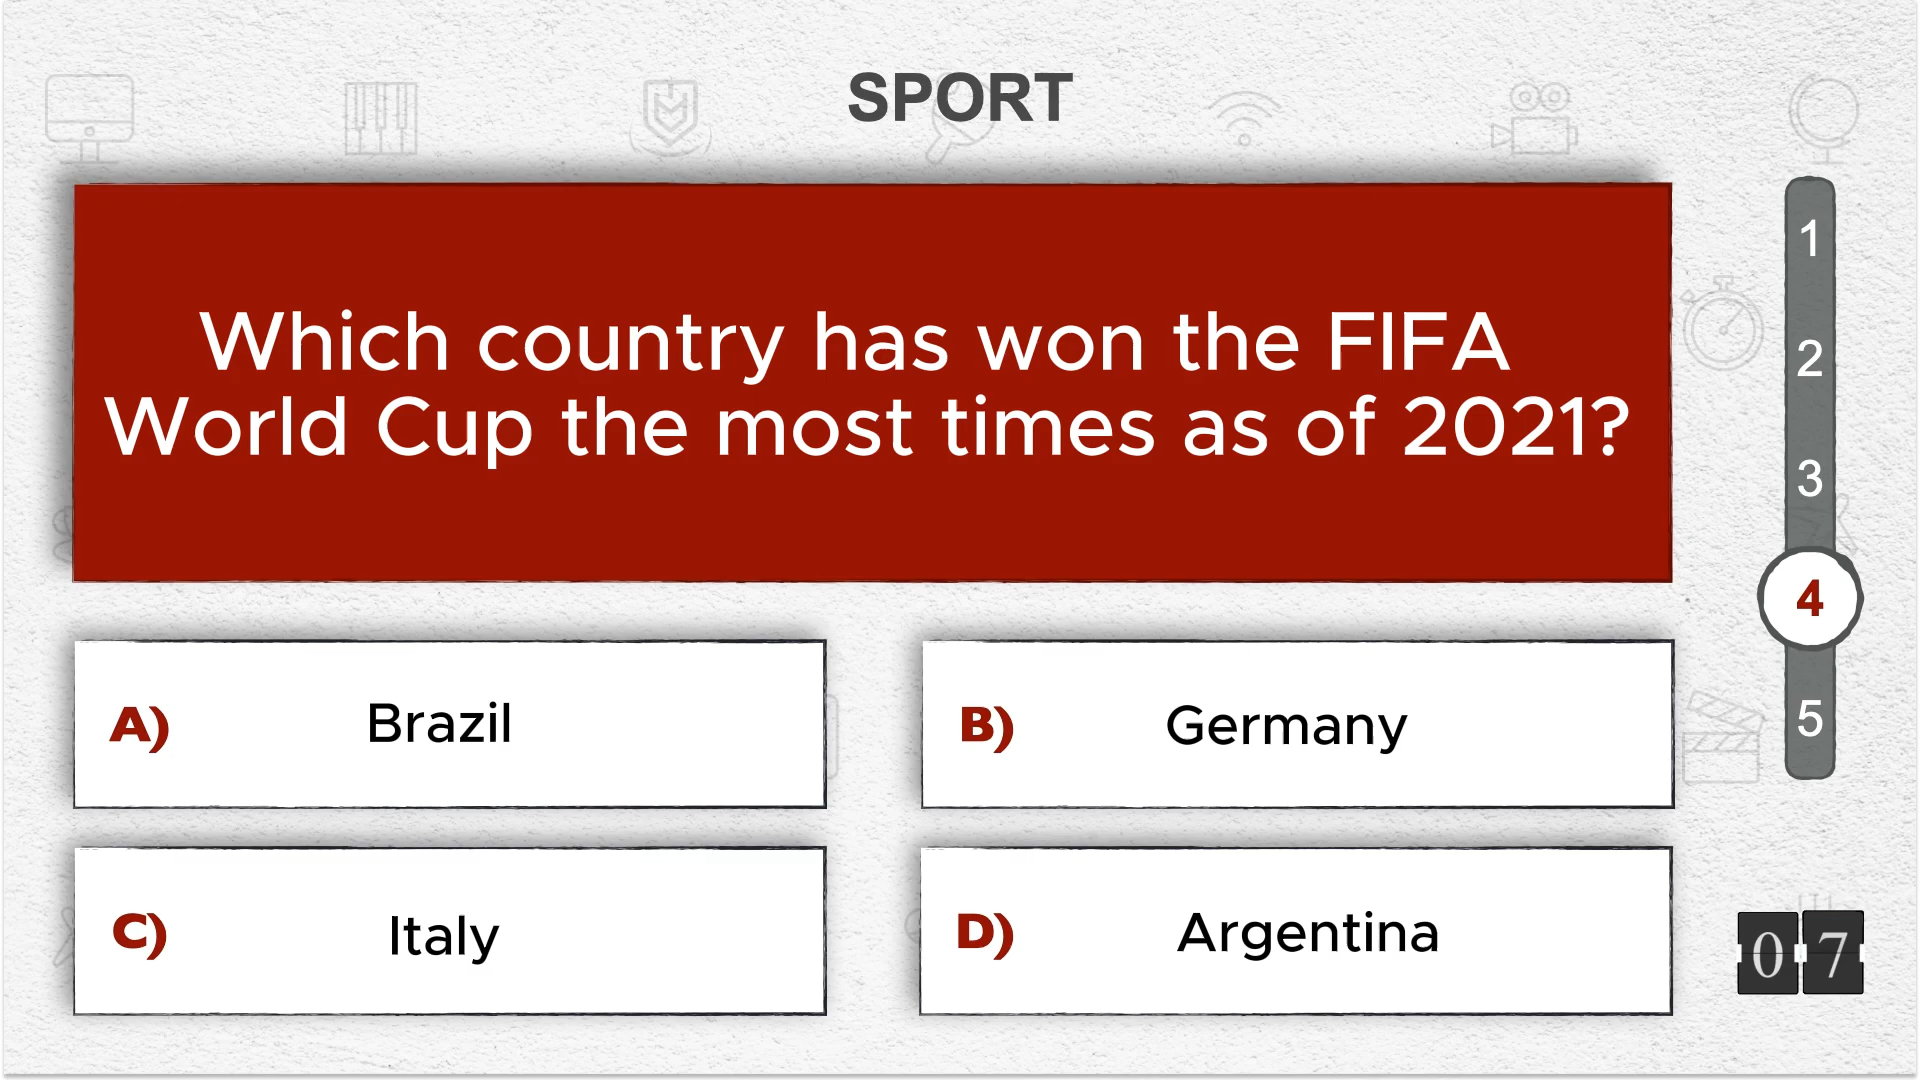 SPORT
Which country has won the FIFA
World Cup the most times as of 2021?
1
2
3
4
5
A) Brazil
B) Germany
C) Italy
D) Argentina
07